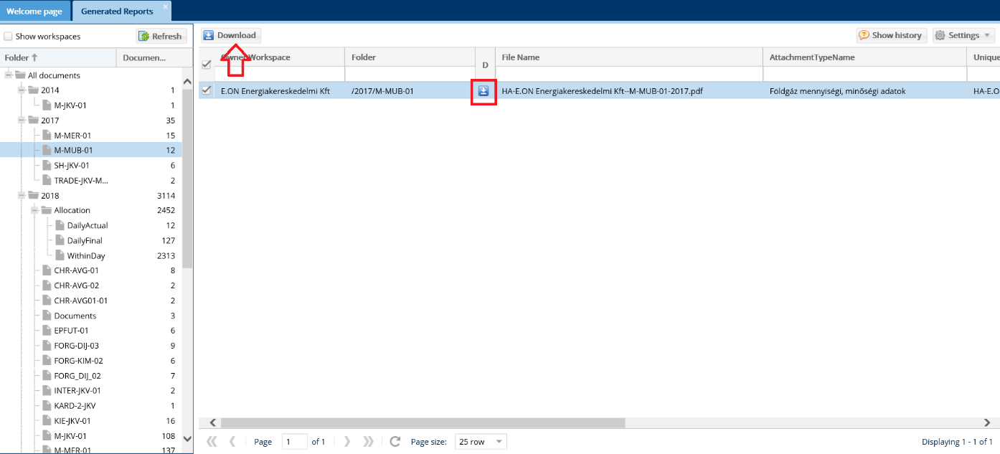 Welcome page
Generated Reports
Show workspaces
Refresh
Folder
Documen...
All documents
2014 1
M-JKV-01 1
2017 35
M-MER-01 15
M-MUB-01 12
SH-JKV-01 6
TRADE-JKV-M... 2
2018 3114
Allocation 2452
DailyActual 12
DailyFinal 127
WithinDay 2313
CHR-AVG-01 8
CHR-AVG-02 2
CHR-AVG01-01 2
Documents 3
EPFUT-01 6
FORG-DIJ-03 9
FORG-KIM-02 6
FORG_DIJ_02 7
INTER-JKV-01 2
KARD-2-JKV 1
KIE-JKV-01 16
M-JKV-01 108
M-MER-01 137
Download
Show history
Settings
Owner Workspace
Folder
D
File Name
AttachmentTypeName
Unique
E.ON Energiakereskedelmi Kft
/2017/M-MUB-01
HA-E.ON Energiakereskedelmi Kft--M-MUB-01-2017.pdf
Földgáz mennyiségi, minőségi adatok
HA-E.O
Page 1 of 1
Page size: 25 row
Displaying 1 - 1 of 1